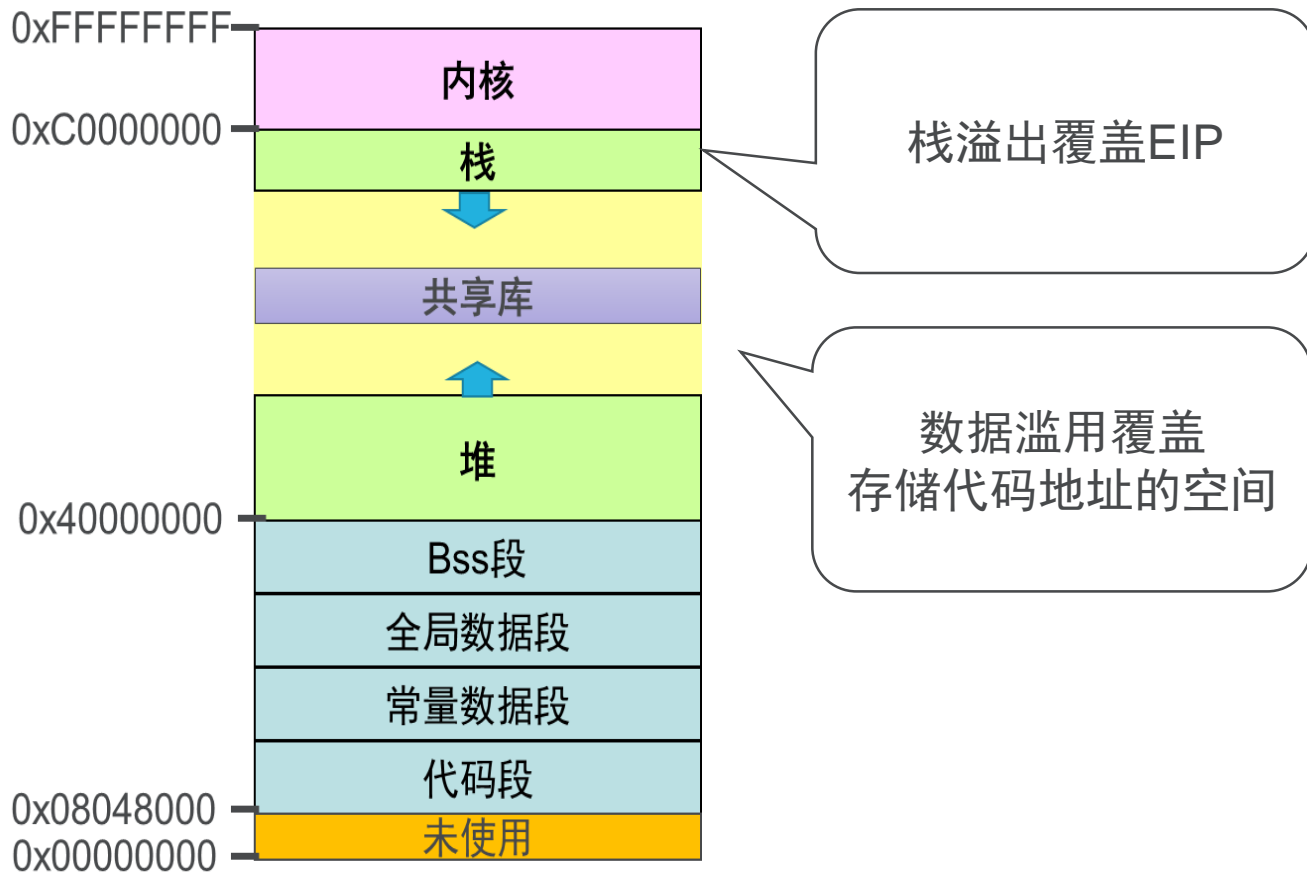 0xFFFFFFFF
内核
0xC0000000
栈
栈溢出覆盖EIP
共享库
数据滥用覆盖
存储代码地址的空间
堆
0x40000000
Bss段
全局数据段
常量数据段
代码段
0x08048000
未使用
0x00000000